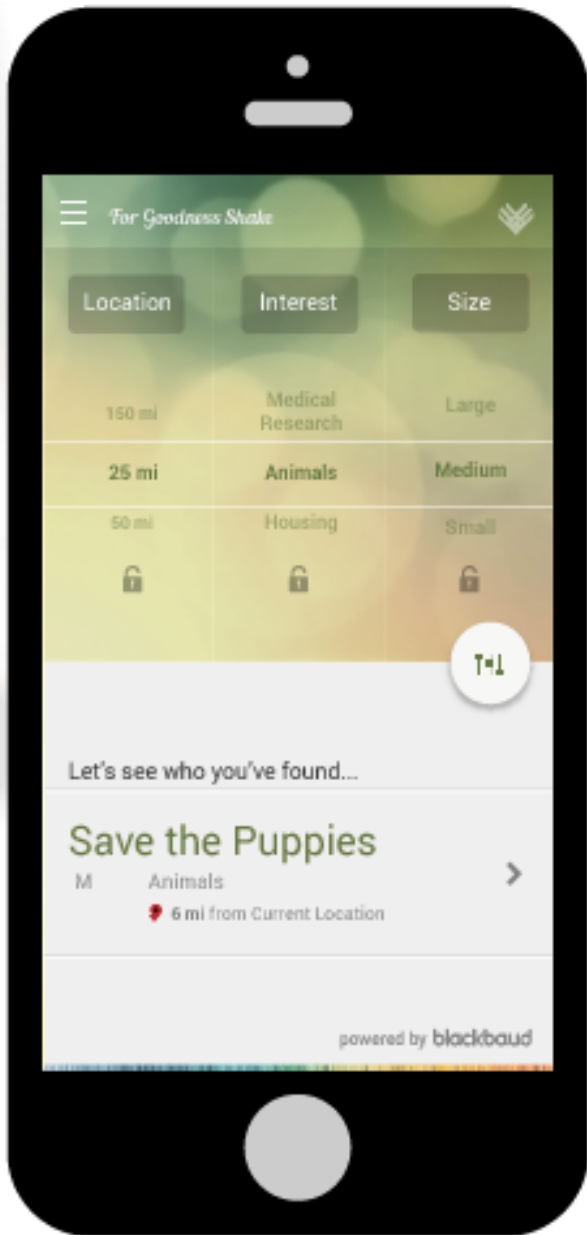 For Goodness Shake
Location Interest Size
150 mi Medical Research Large
25 mi Animals Medium
50 mi Housing Small
Let's see who you've found...
Save the Puppies
M Animals
6 mi from Current Location
powered by blackbaud